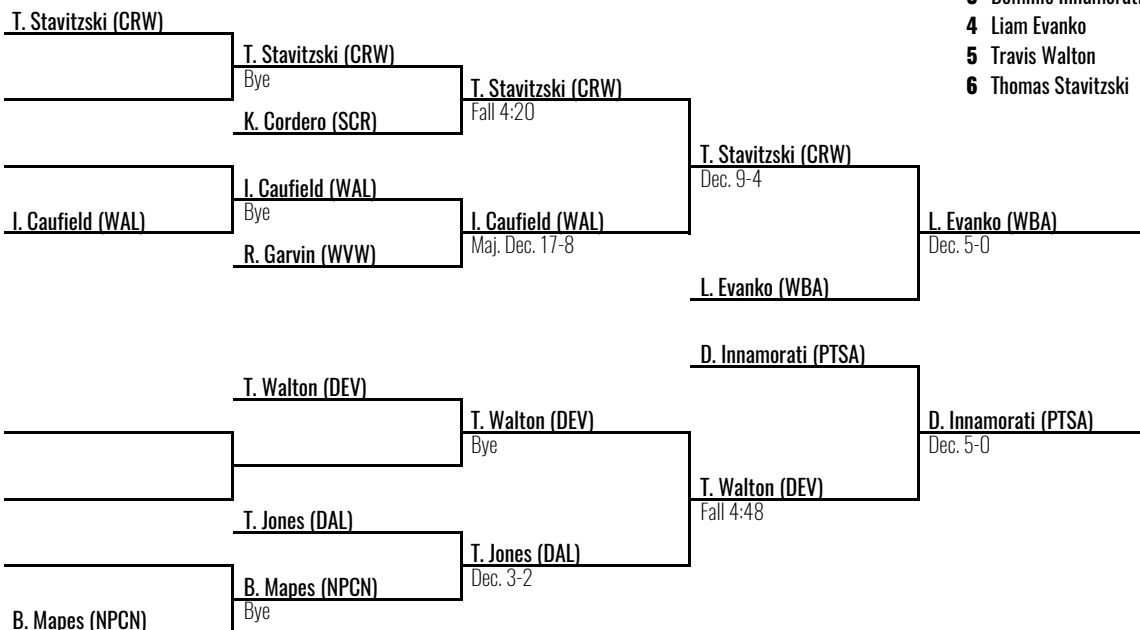 3 Dominic Innamorati
4 Liam Evanko
5 Travis Walton
6 Thomas Stavitzski
T. Stavitzski (CRW)
T. Stavitzski (CRW)
Bye
K. Cordero (SCR)
T. Stavitzski (CRW)
Fall 4:20
I. Caufield (WAL)
I. Caufield (WAL)
Bye
R. Garvin (WVW)
I. Caufield (WAL)
Maj. Dec. 17-8
T. Stavitzski (CRW)
Dec. 9-4
L. Evanko (WBA)
L. Evanko (WBA)
Dec. 5-0
D. Innamorati (PTSA)
T. Walton (DEV)
T. Walton (DEV)
Bye
D. Innamorati (PTSA)
Dec. 5-0
T. Walton (DEV)
Fall 4:48
T. Jones (DAL)
T. Jones (DAL)
Dec. 3-2
B. Mapes (NPCN)
Bye
B. Mapes (NPCN)